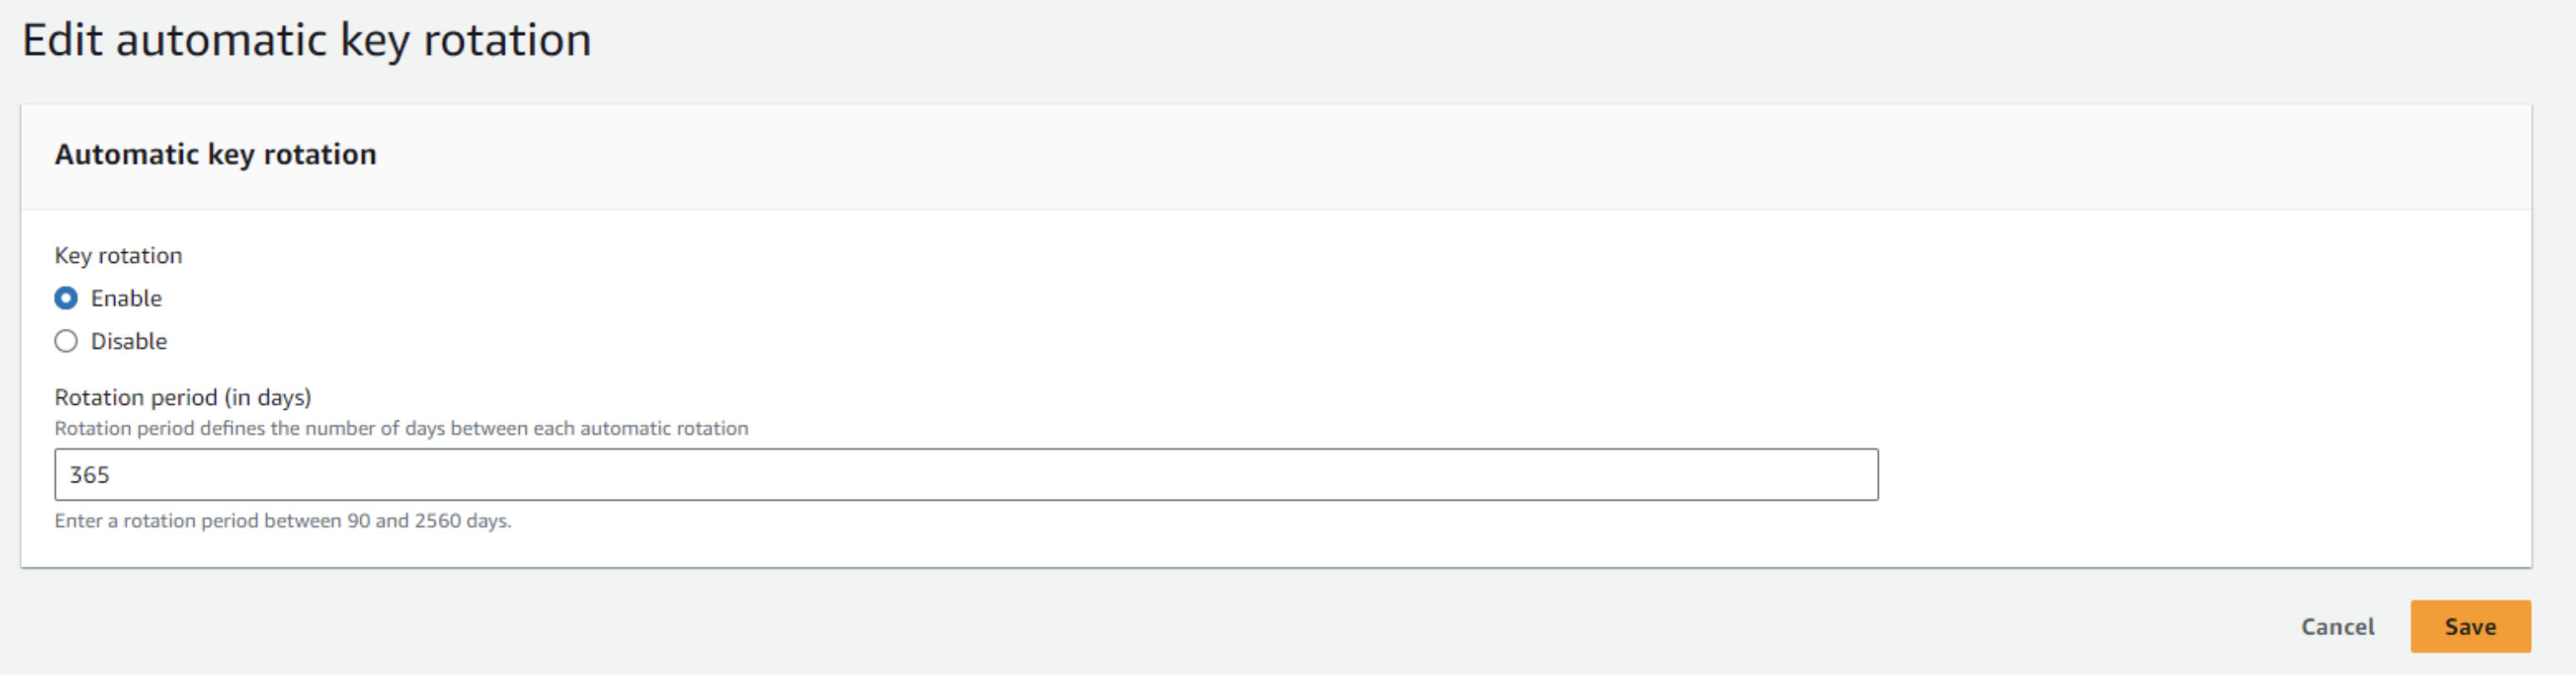 Edit automatic key rotation
Automatic key rotation
Key rotation
Enable
Disable
Rotation period (in days)
Rotation period defines the number of days between each automatic rotation
365
Enter a rotation period between 90 and 2560 days.
Cancel
Save